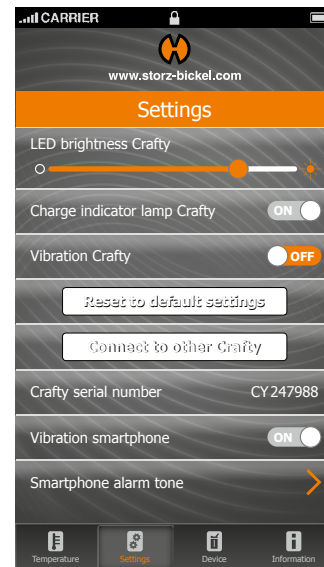 CARRIER
www.storz-bickel.com
Settings
LED brightness Crafty
Charge indicator lamp Crafty ON
Vibration Crafty OFF
Reset to default settings
Connect to other Crafty
Crafty serial number CY247988
Vibration smartphone ON
Smartphone alarm tone
Temperature Settings Device Information